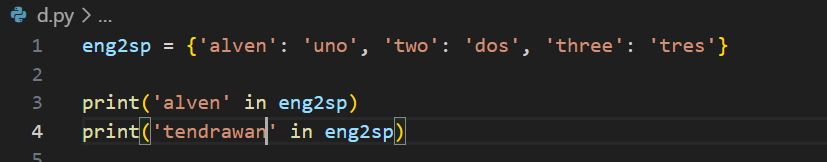 d.py > ...
1 eng2sp = {'alven': 'uno', 'two': 'dos', 'three': 'tres'}
2
3 print('alven' in eng2sp)
4 print('tendrawan' in eng2sp)
5